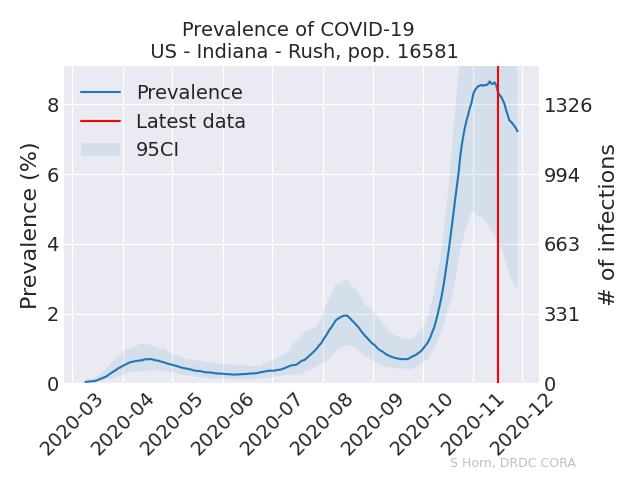 Prevalence of COVID-19
US - Indiana - Rush, pop. 16581
Prevalence
Latest data
95CI
Prevalence (%)
8
6
4
2
0
# of infections
1326
994
663
331
0
2020-03
2020-04
2020-05
2020-06
2020-07
2020-08
2020-09
2020-10
2020-11
2020-12
S Horn, DRDC CORA